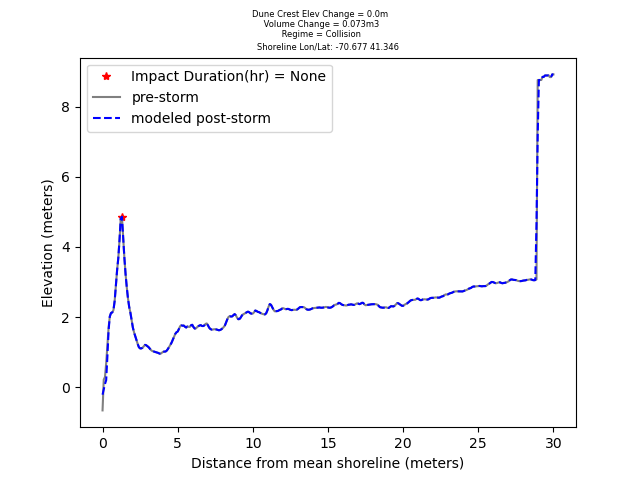 Dune Crest Elev Change = 0.0m
Volume Change = 0.073m3
Regime = Collision
Shoreline Lon/Lat: -70.677 41.346
Impact Duration(hr) = None
pre-storm
modeled post-storm
8
6
4
2
0
Elevation (meters)
0 5 10 15 20 25 30
Distance from mean shoreline (meters)